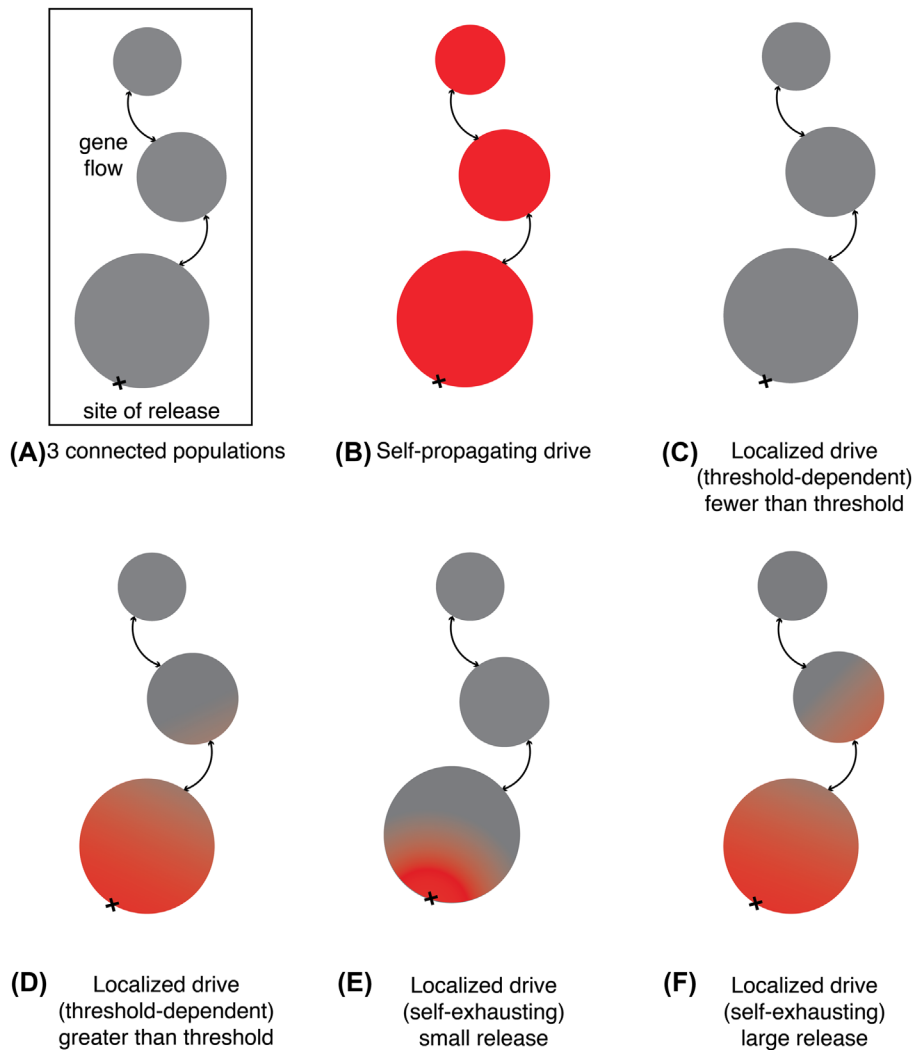 gene
flow
site of release
(A) 3 connected populations
(B) Self-propagating drive
(C) Localized drive
(threshold-dependent)
fewer than threshold
(D) Localized drive
(threshold-dependent)
greater than threshold
(E) Localized drive
(self-exhausting)
small release
(F) Localized drive
(self-exhausting)
large release